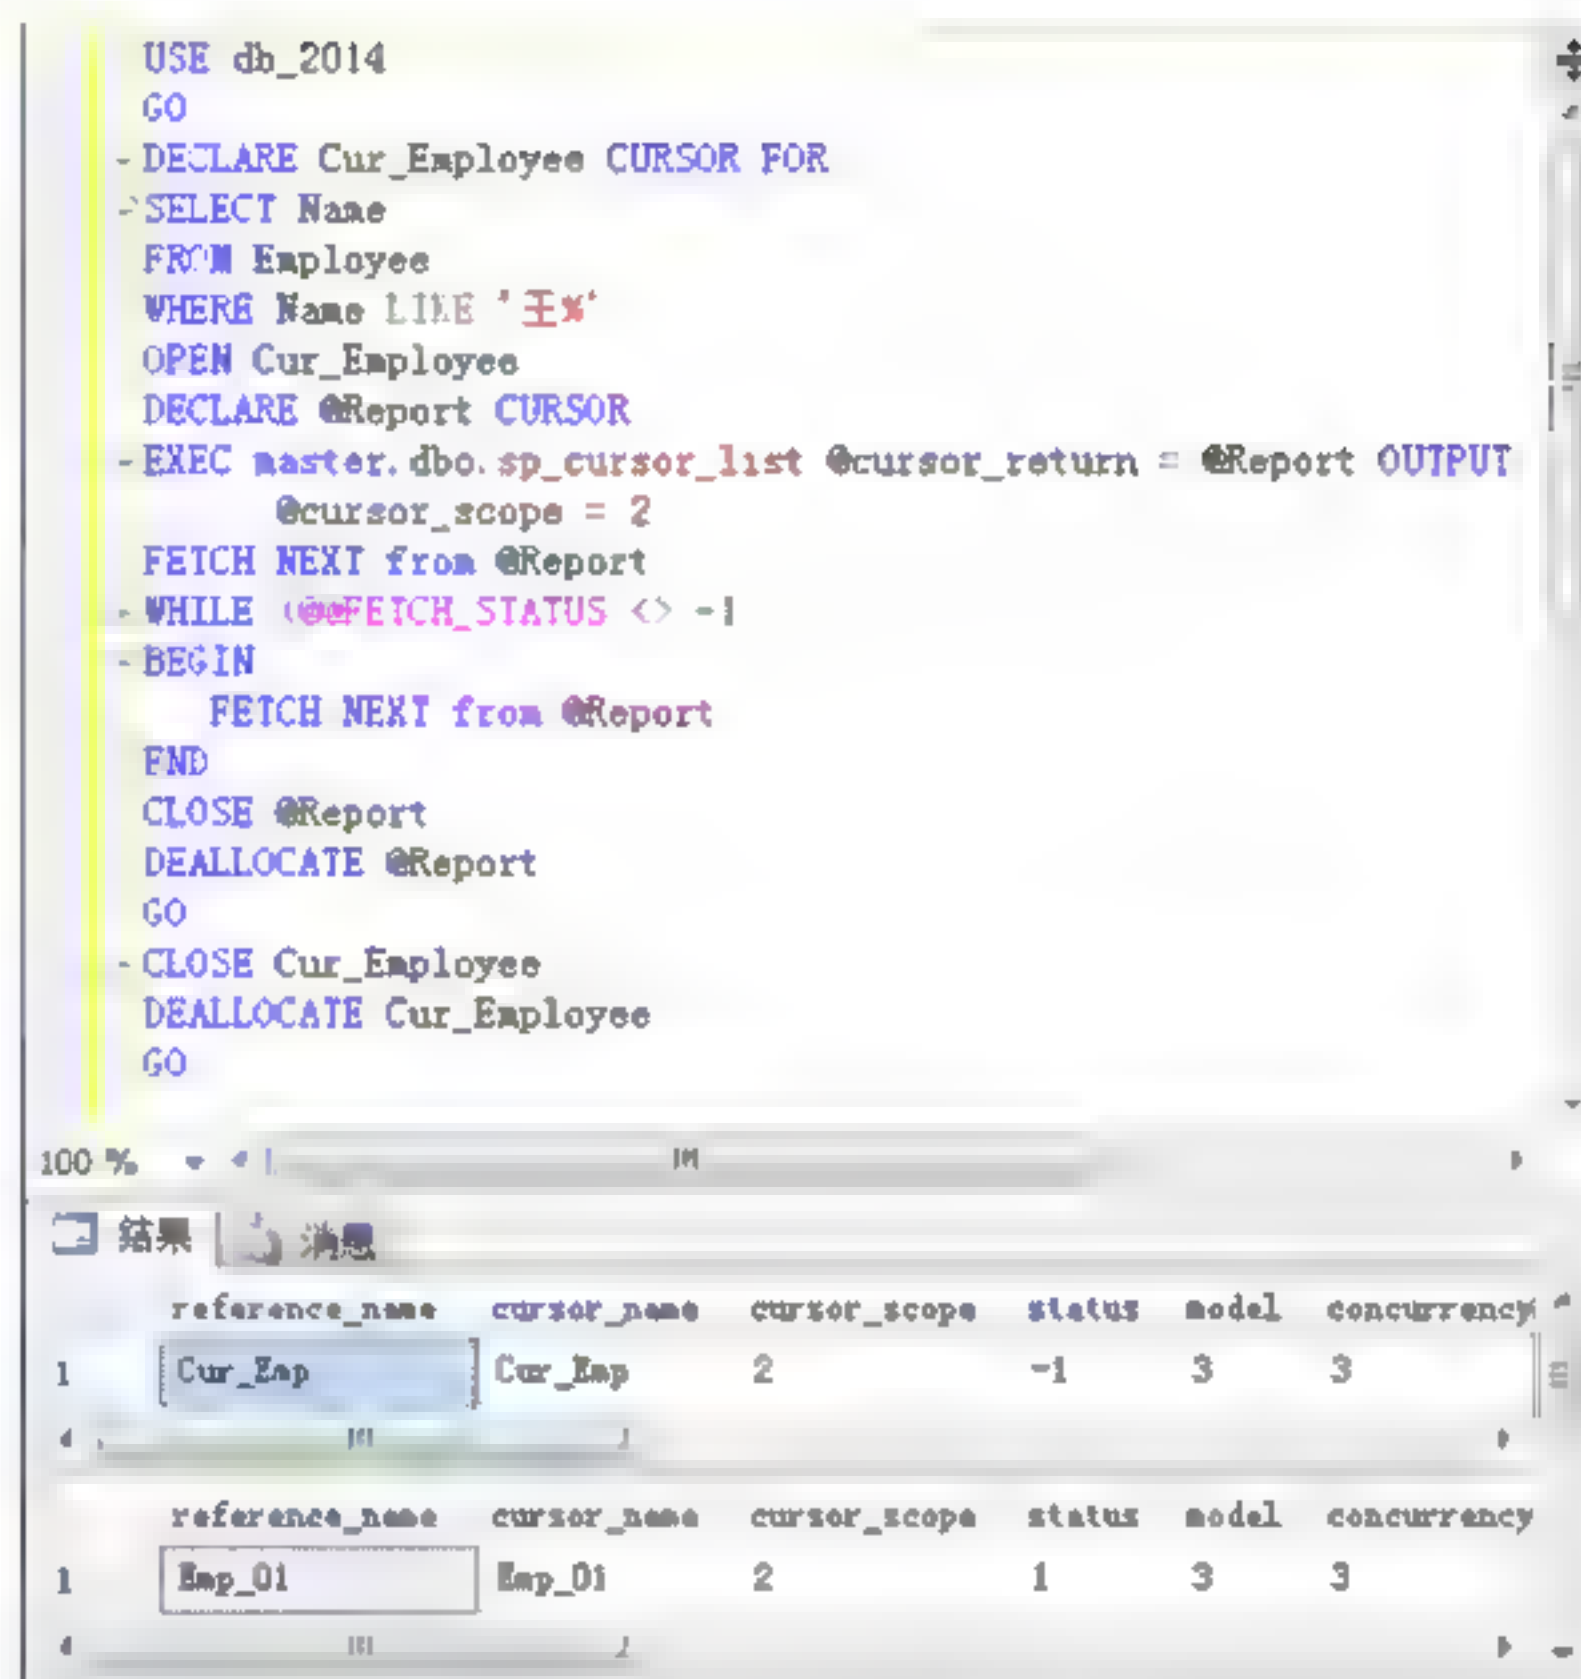 USE db_2014
GO
DECLARE Cur_Employee CURSOR FOR
SELECT Name
FROM Employee
WHERE Name LIKE '王%'
OPEN Cur_Employee
DECLARE @Report CURSOR
EXEC master.dbo.sp_cursor_list @cursor_return = @Report OUTPUT
@cursor_scope = 2
FETCH NEXT from @Report
WHILE (@@FETCH_STATUS <> -1
BEGIN
FETCH NEXT from @Report
END
CLOSE @Report
DEALLOCATE @Report
GO
CLOSE Cur_Employee
DEALLOCATE Cur_Employee
GO
100 %
结果 消息
reference_name cursor_name cursor_scope status model concurrency
1 Cur_Emp Cur_Emp 2 -1 3 3
reference_name cursor_name cursor_scope status model concurrency
1 Emp_01 Emp_01 2 1 3 3